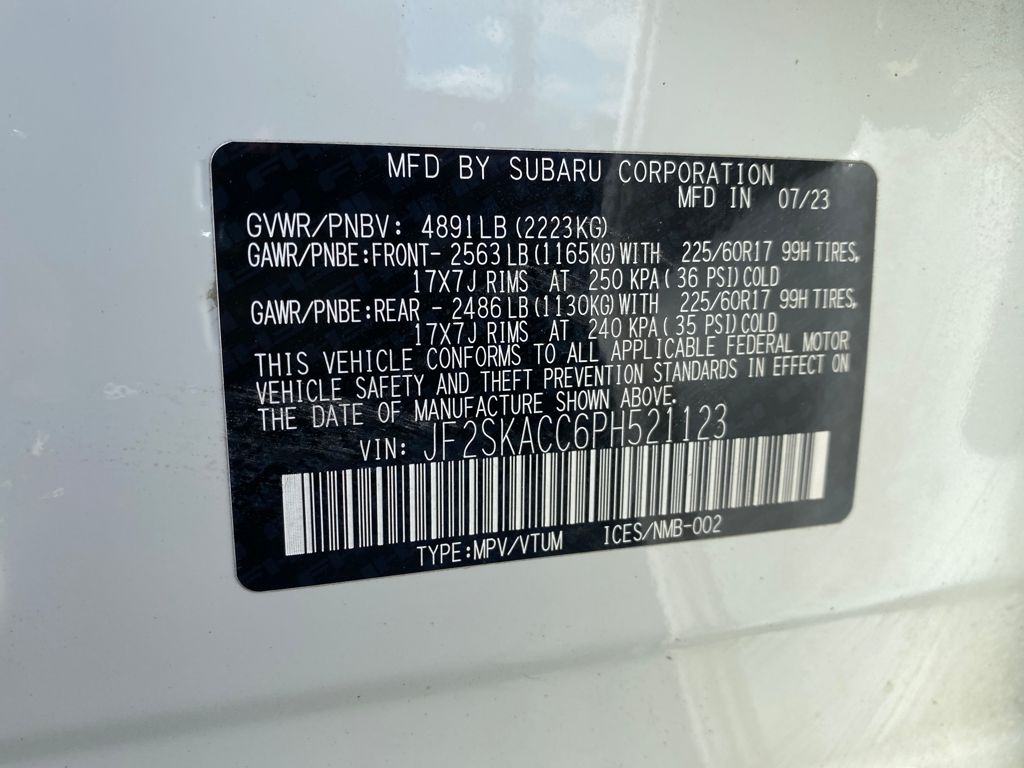 MFD BY SUBARU CORPORATION
MFD IN 07/23
GVWR/PNBV: 4891LB (2223KG)
GAWR/PNBE:FRONT- 2563 LB (1165KG) WITH 225/60R17 99H TIRES,
17X7J RIMS AT 250 KPA ( 36 PSI) COLD
GAWR/PNBE:REAR - 2486 LB (1130KG) WITH 225/60R17 99H TIRES,
17X7J RIMS AT 240 KPA ( 35 PSI) COLD
THIS VEHICLE CONFORMS TO ALL APPLICABLE FEDERAL MOTOR
VEHICLE SAFETY AND THEFT PREVENTION STANDARDS IN EFFECT ON
THE DATE OF MANUFACTURE SHOWN ABOVE.
VIN: JF2SKACC6PH521123
TYPE:MPV/VTUM ICES/NMB-002